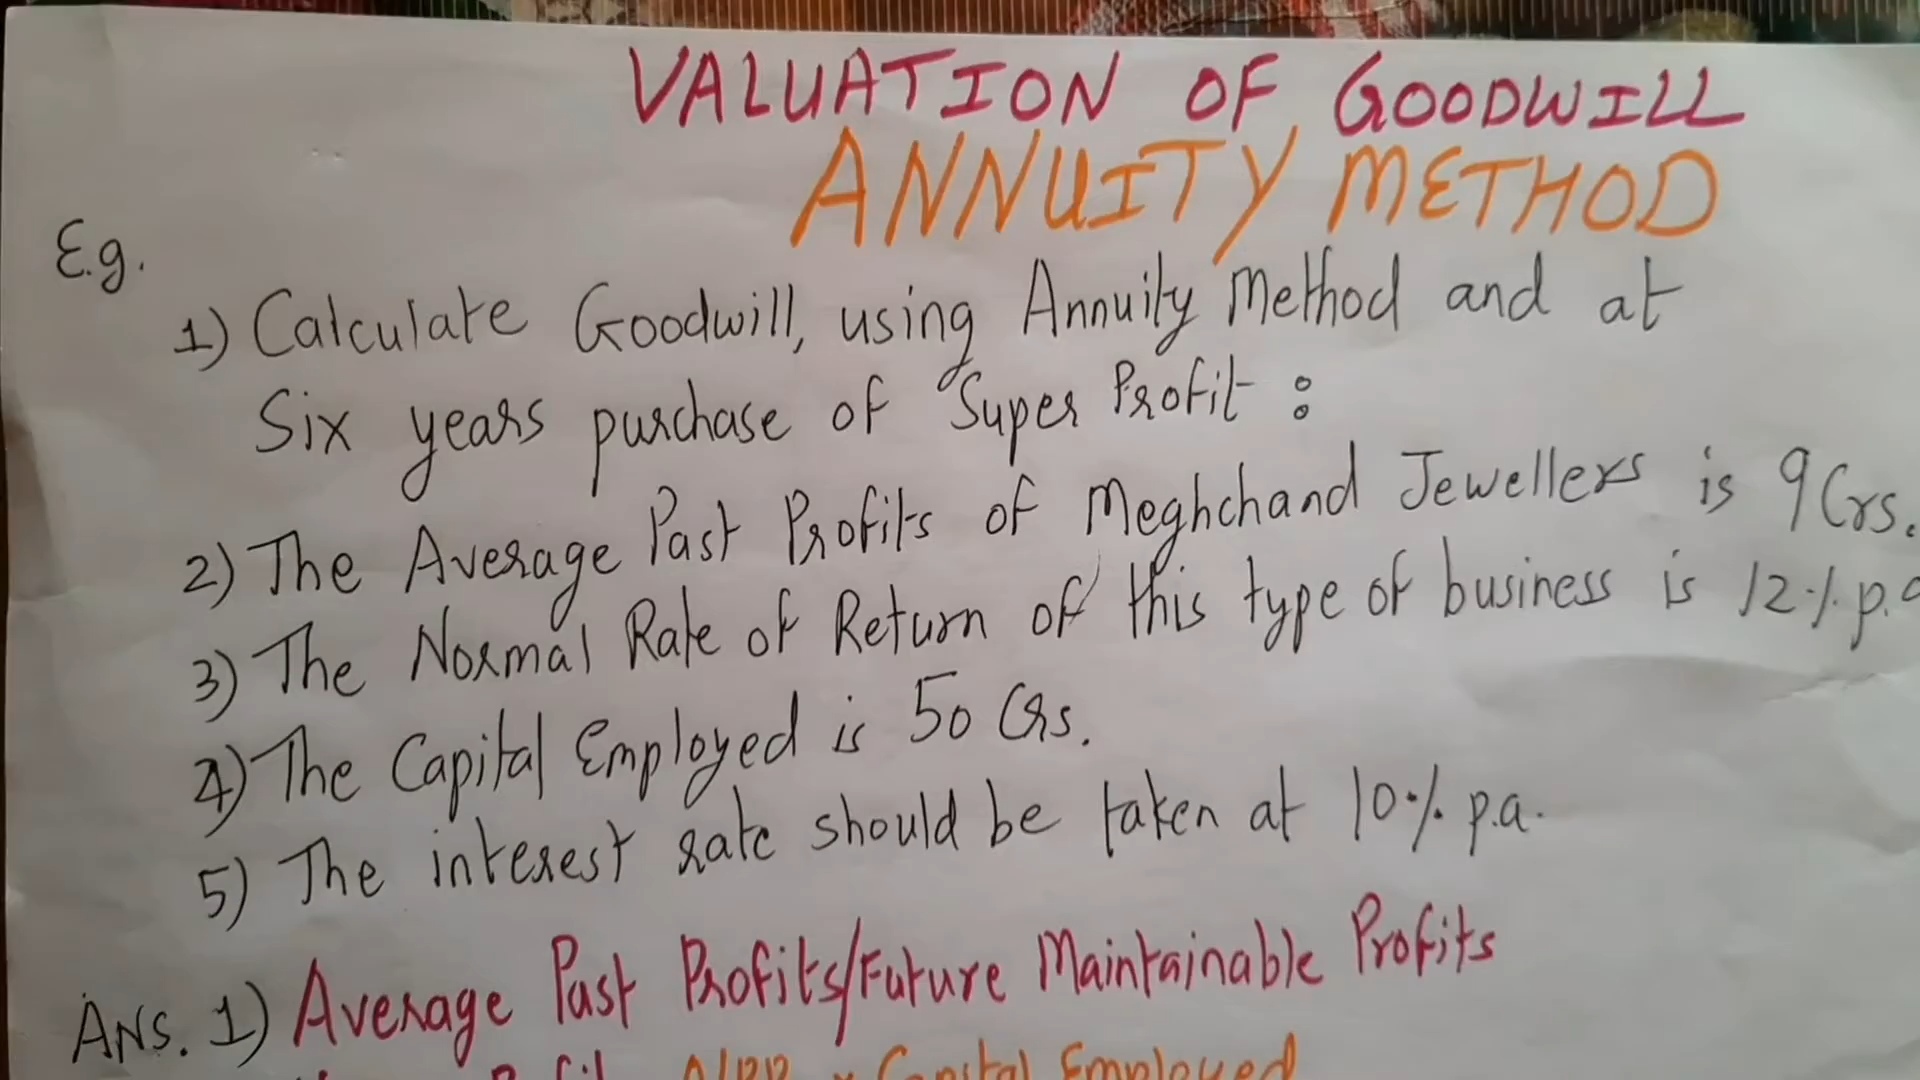 VALUATION OF GOODWILL
ANNUITY METHOD
E.g.
1) Calculate Goodwill, using Annuity Method and at
Six years purchase of Super Profit :
2) The Average Past Profits of Meghchand Jewellers is 9 Crs.
3) The Normal Rate of Return of this type of business is 12% p.a
4) The Capital Employed is 50 Crs.
5) The interest rate should be taken at 10% p.a.
ANS. 1) Average Past Profits/Future Maintainable Profits
Capital Employed